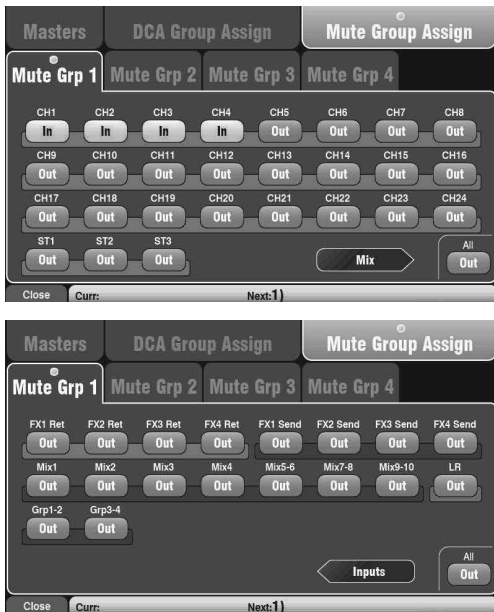 Masters DCA Group Assign Mute Group Assign
Mute Grp 1 Mute Grp 2 Mute Grp 3 Mute Grp 4
CH1 CH2 CH3 CH4 CH5 CH6 CH7 CH8
In In In In Out Out Out Out
CH9 CH10 CH11 CH12 CH13 CH14 CH15 CH16
Out Out Out Out Out Out Out Out
CH17 CH18 CH19 CH20 CH21 CH22 CH23 CH24
Out Out Out Out Out Out Out Out
ST1 ST2 ST3 All
Out Out Out Mix Out
Close Curr: Next:1)
Masters DCA Group Assign Mute Group Assign
Mute Grp 1 Mute Grp 2 Mute Grp 3 Mute Grp 4
FX1 Ret FX2 Ret FX3 Ret FX4 Ret FX1 Send FX2 Send FX3 Send FX4 Send
Out Out Out Out Out Out Out Out
Mix1 Mix2 Mix3 Mix4 Mix5-6 Mix7-8 Mix9-10 LR
Out Out Out Out Out Out Out Out
Grp1-2 Grp3-4
Out Out
All
Inputs Out
Close Curr: Next:1)